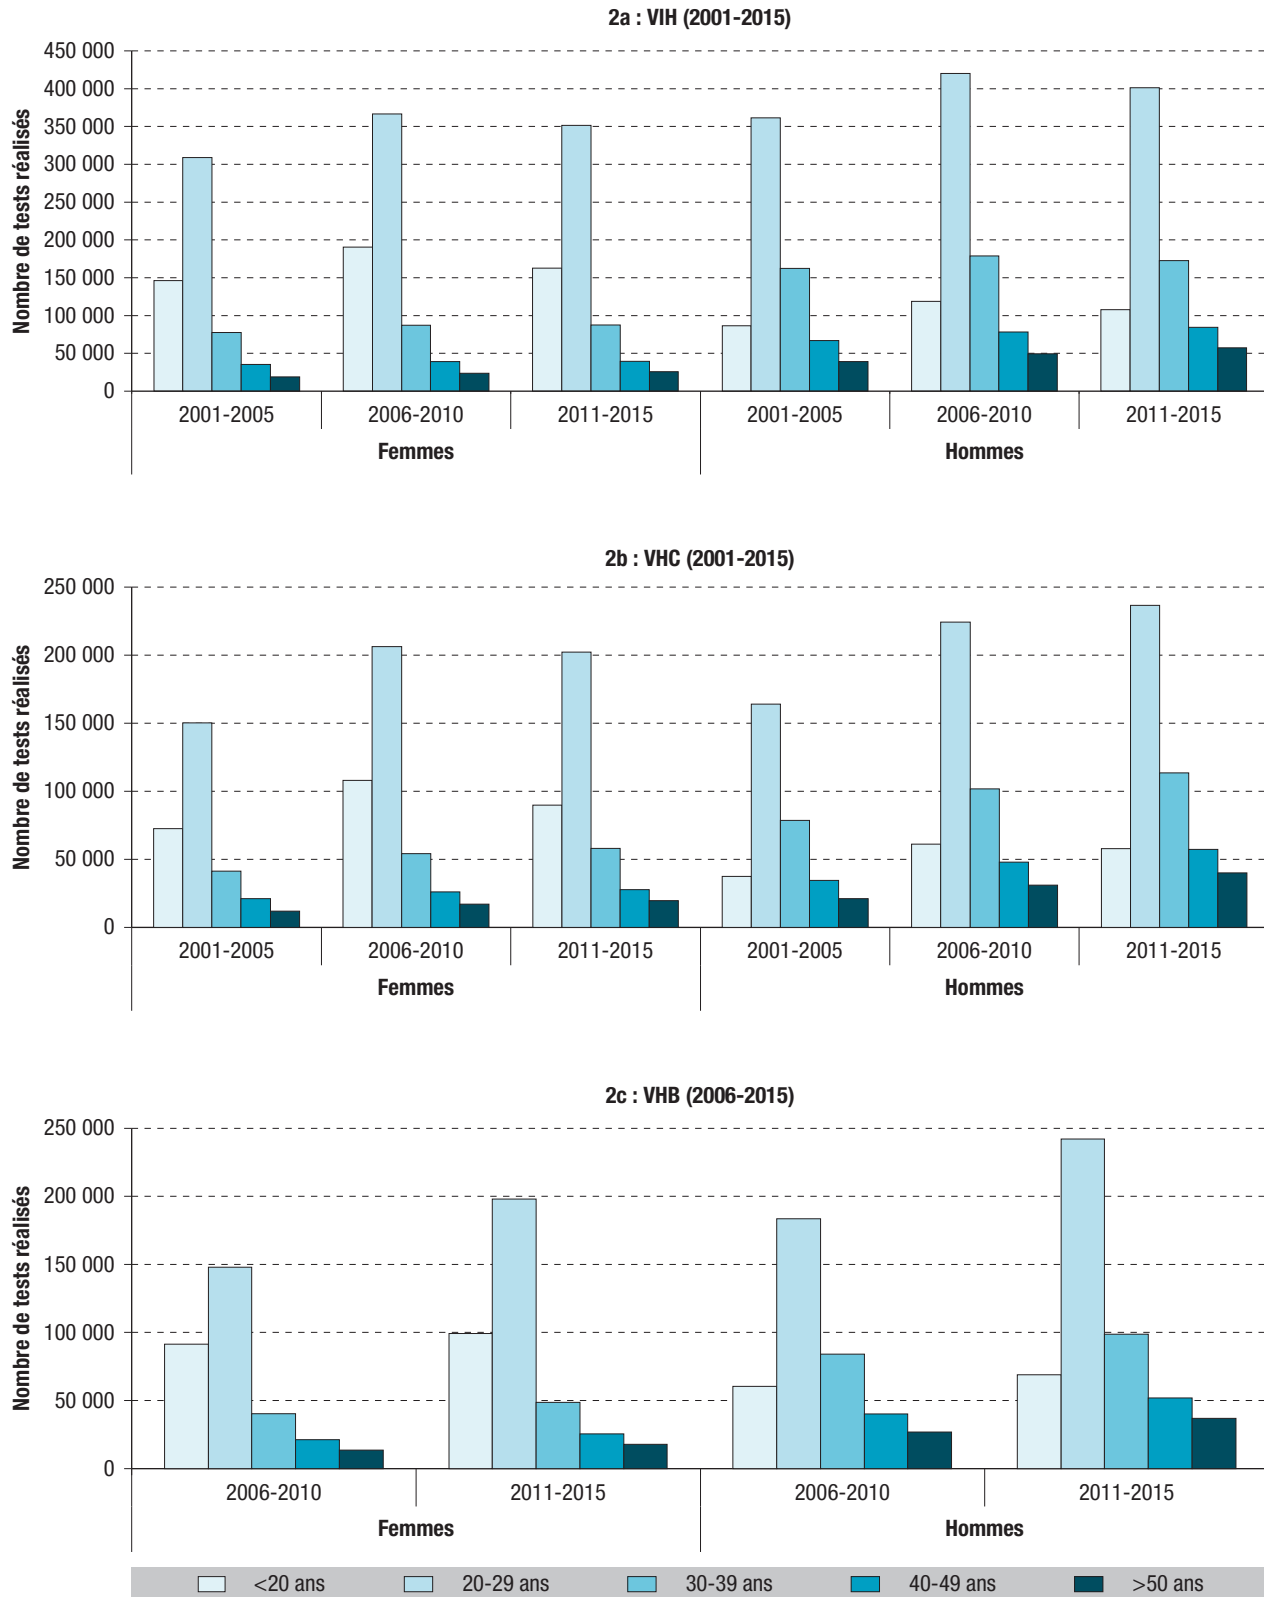 2a : VIH (2001-2015)
Nombre de tests réalisés
450 000
400 000
350 000
300 000
250 000
200 000
150 000
100 000
50 000
0
2001-2005 2006-2010 2011-2015 2001-2005 2006-2010 2011-2015
Femmes Hommes
2b : VHC (2001-2015)
Nombre de tests réalisés
250 000
200 000
150 000
100 000
50 000
0
2001-2005 2006-2010 2011-2015 2001-2005 2006-2010 2011-2015
Femmes Hommes
2c : VHB (2006-2015)
Nombre de tests réalisés
250 000
200 000
150 000
100 000
50 000
0
2006-2010 2011-2015 2006-2010 2011-2015
Femmes Hommes
<20 ans 20-29 ans 30-39 ans 40-49 ans >50 ans